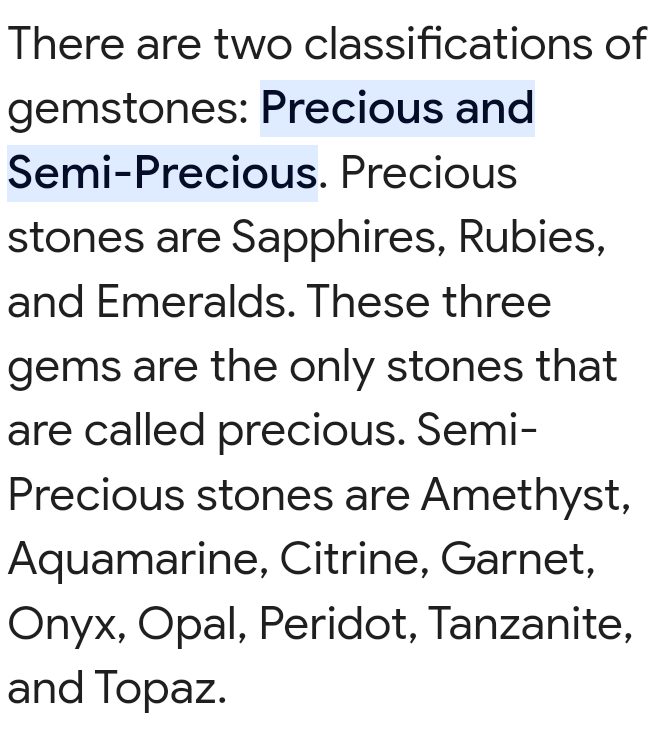 There are two classifications of
gemstones: Precious and
Semi-Precious. Precious
stones are Sapphires, Rubies,
and Emeralds. These three
gems are the only stones that
are called precious. Semi-
Precious stones are Amethyst,
Aquamarine, Citrine, Garnet,
Onyx, Opal, Peridot, Tanzanite,
and Topaz.